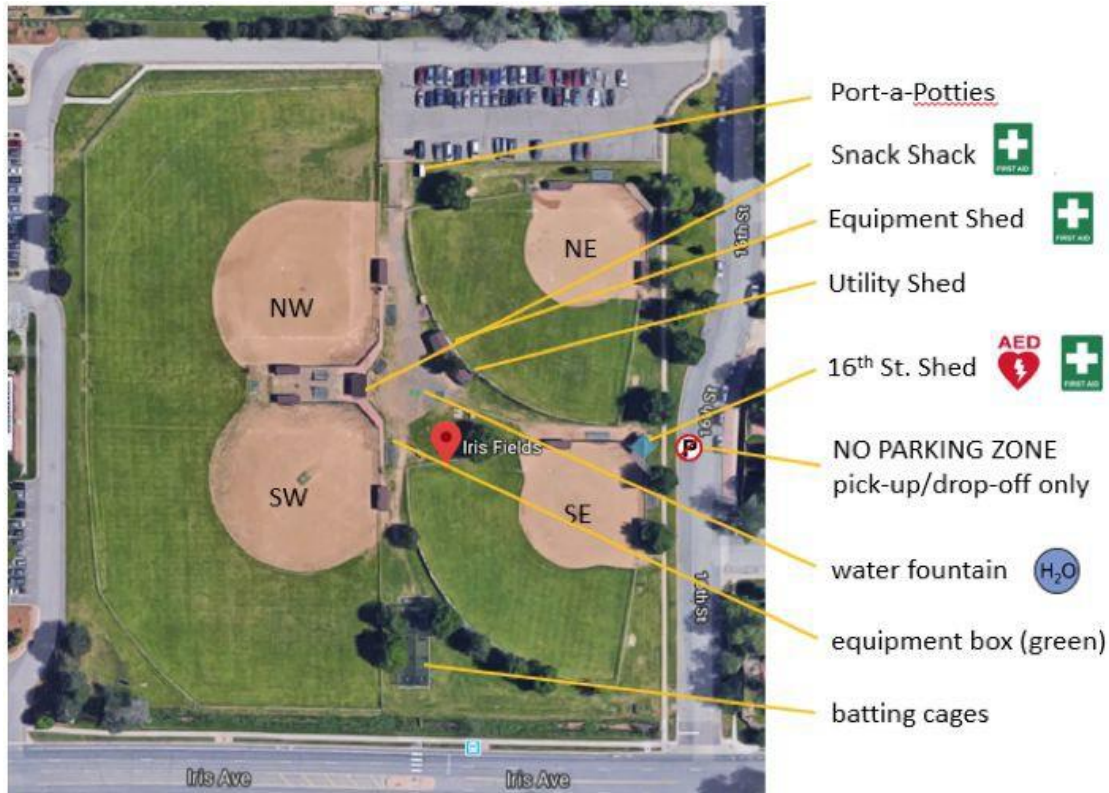 Port-a-Potties
Snack Shack
FIRST AID
Equipment Shed
FIRST AID
Utility Shed
16th St. Shed
AED
FIRST AID
NO PARKING ZONE
pick-up/drop-off only
water fountain
H2O
equipment box (green)
batting cages
NE
NW
SW
SE
Iris Fields
16th St
16th St
16th St
P
Iris Ave
Iris Ave